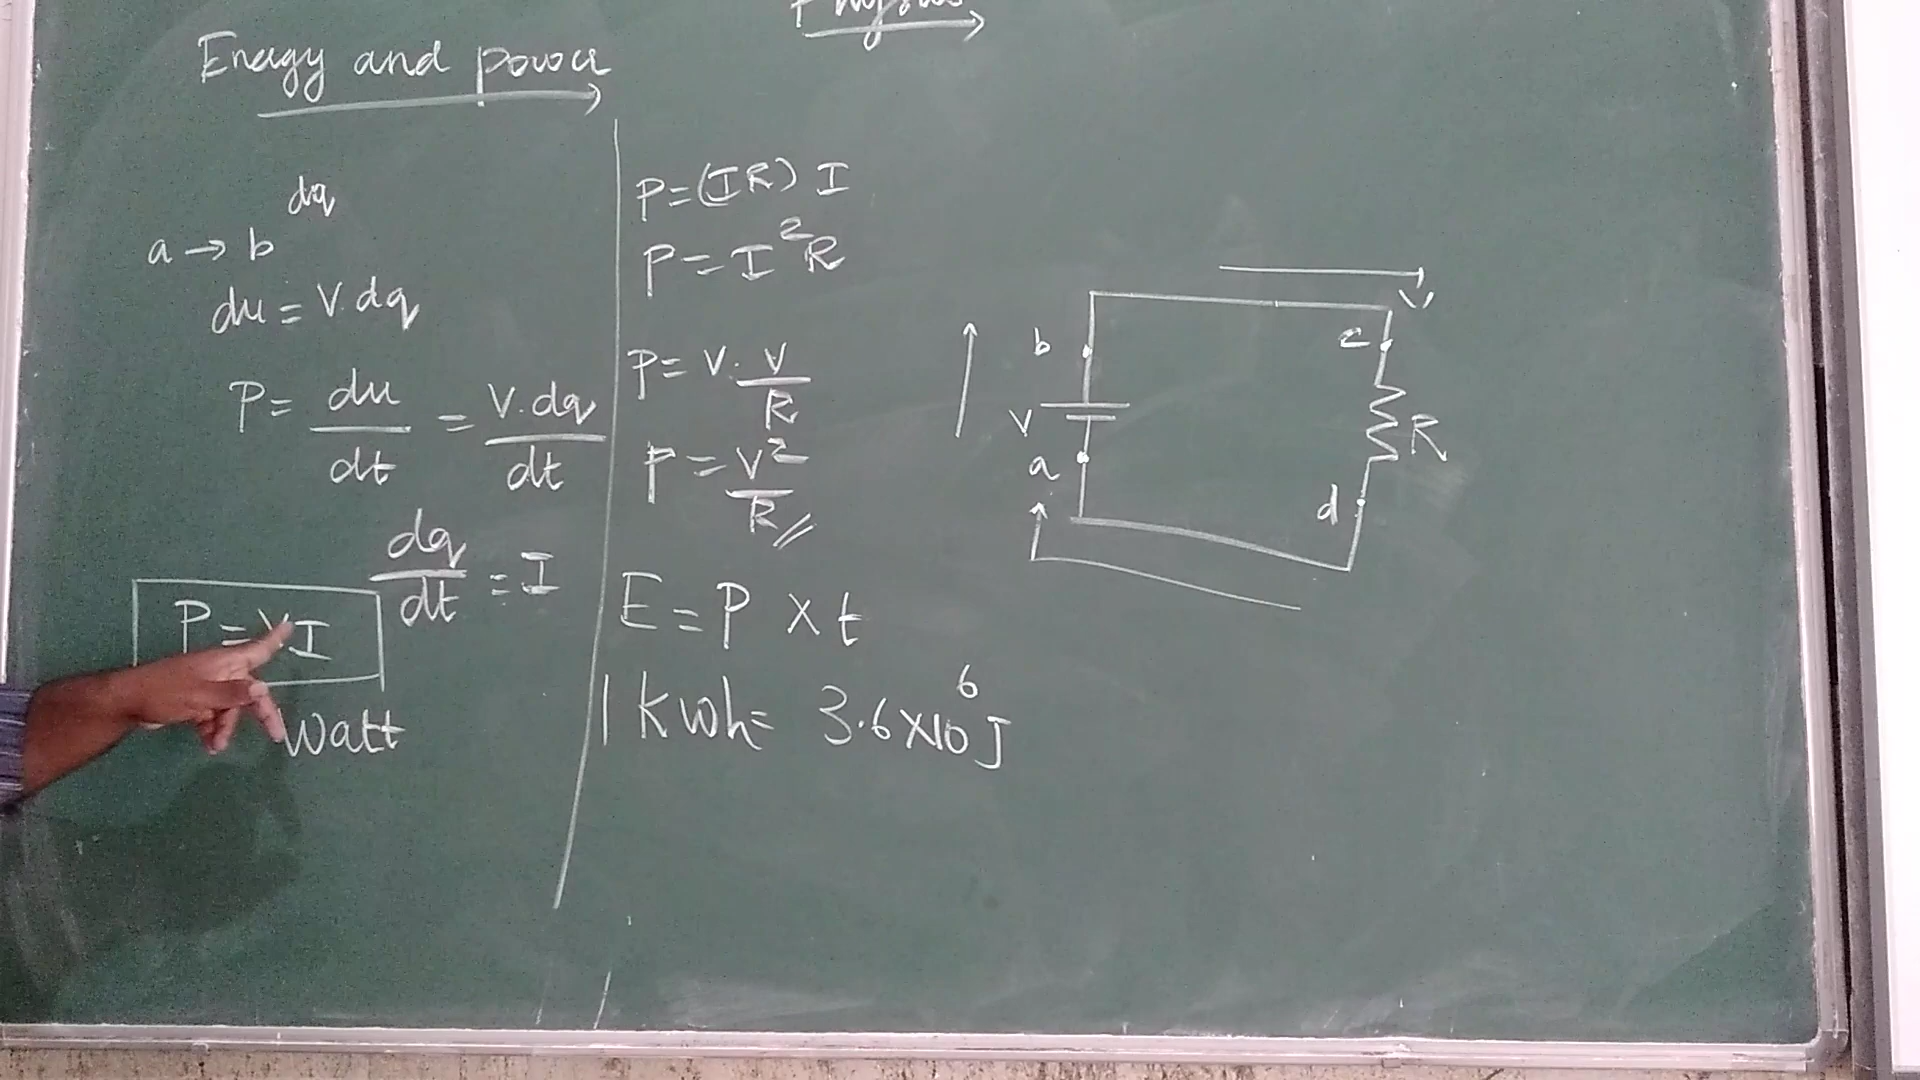 Physics
Energy and power
dq
a → b
du = V.dq
P = du/dt = V.dq/dt
dq/dt = I
P = VI
Watt
P = (IR) I
P = I²R
P = V. V/R
P = V²/R
E = P × t
1 kwh = 3.6×10⁶ J
b
c
V
a
R
d